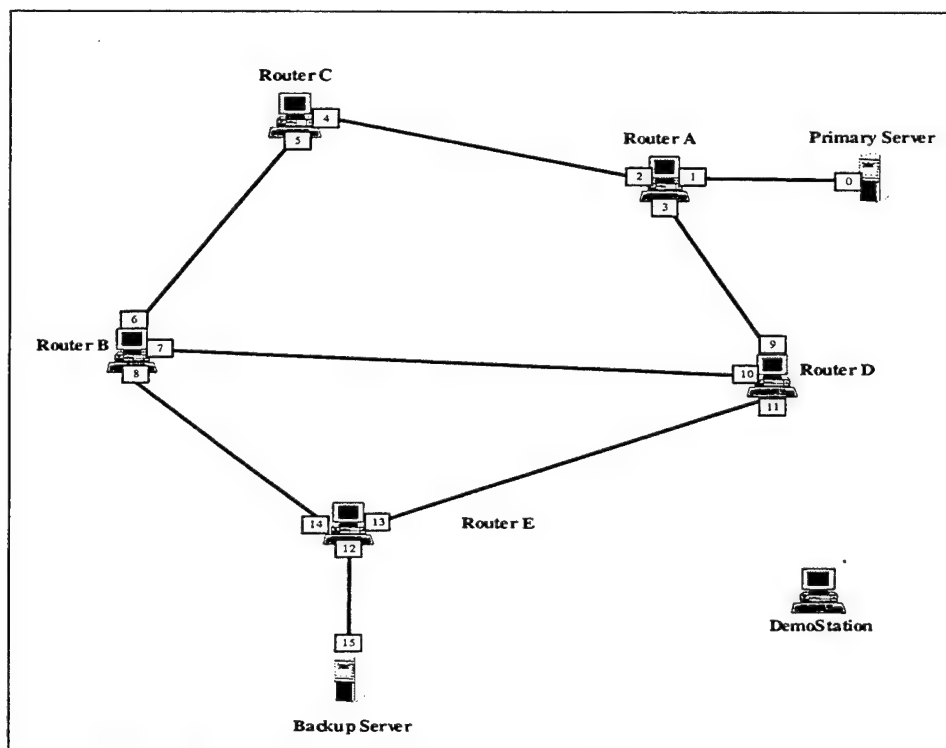 Router C
4
5
Router A
Primary Server
2
1
0
3
6
Router B
7
8
9
10
Router D
11
14
13
Router E
12
DemoStation
15
Backup Server